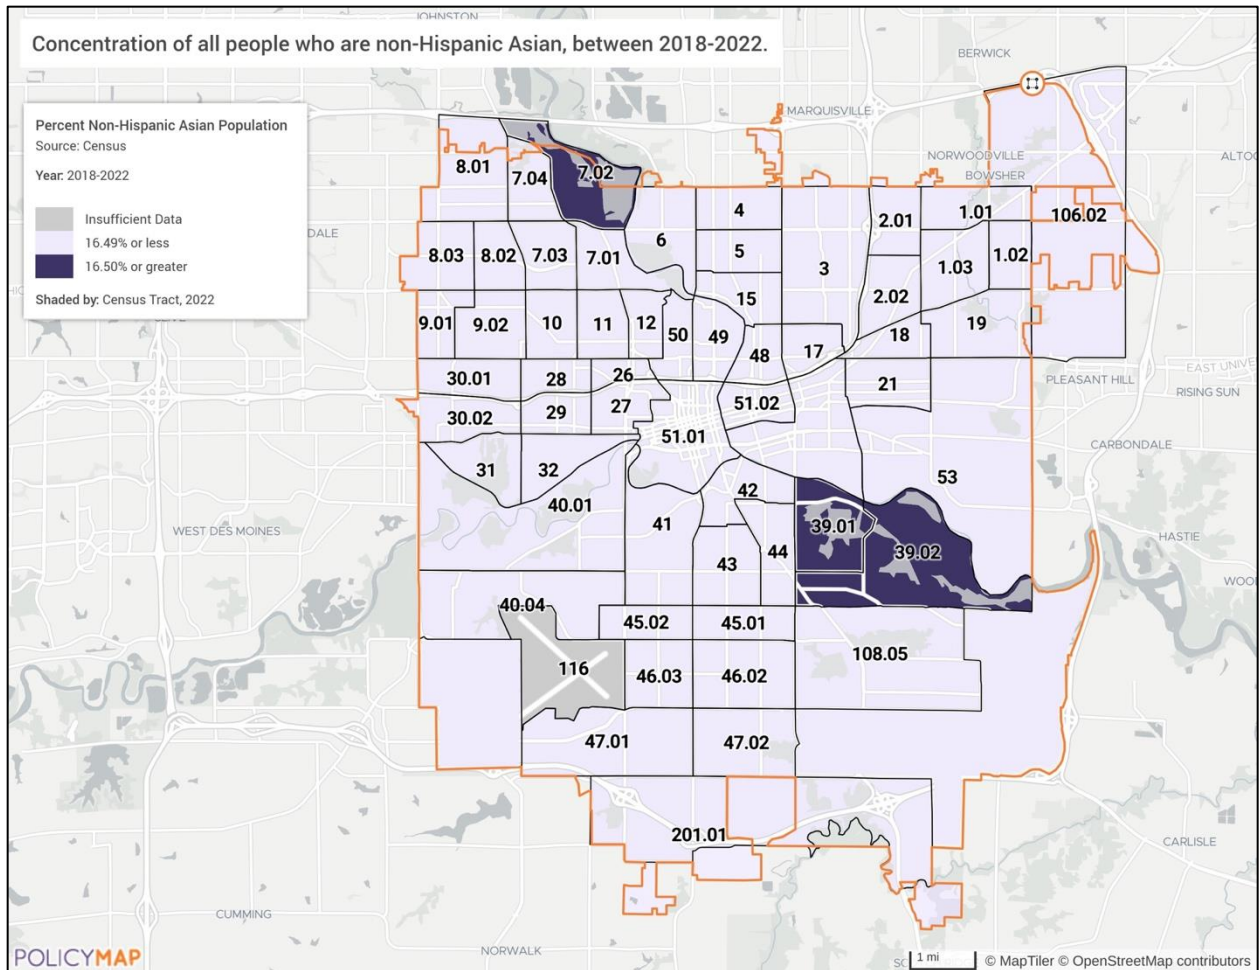 JOHNSTON
Concentration of all people who are non-Hispanic Asian, between 2018-2022.
BERWICK
Percent Non-Hispanic Asian Population
Source: Census
Year: 2018-2022
Insufficient Data
16.49% or less
16.50% or greater
Shaded by: Census Tract, 2022
MARQUISVILLE
NORWOODVILLE
BOWSHER
ALTOO
DALE
8.01
7.04
7.02
6
4
5
3
2.01
1.01
106.02
8.03
8.02
7.03
7.01
1.03
1.02
15
2.02
9.01
9.02
10
11
12
50
49
48
17
18
19
30.01
28
26
21
EAST UNIV
PLEASANT HILL
RISING SUN
30.02
29
27
51.02
51.01
CARBONDALE
31
32
53
40.01
42
41
39.01
39.02
WEST DES MOINES
HASTIE
43
44
WOO
40.04
45.02
45.01
108.05
116
46.03
46.02
47.01
47.02
201.01
CARLISLE
CUMMING
NORWALK
POLICYMAP
1 mi
© MapTiler © OpenStreetMap contributors